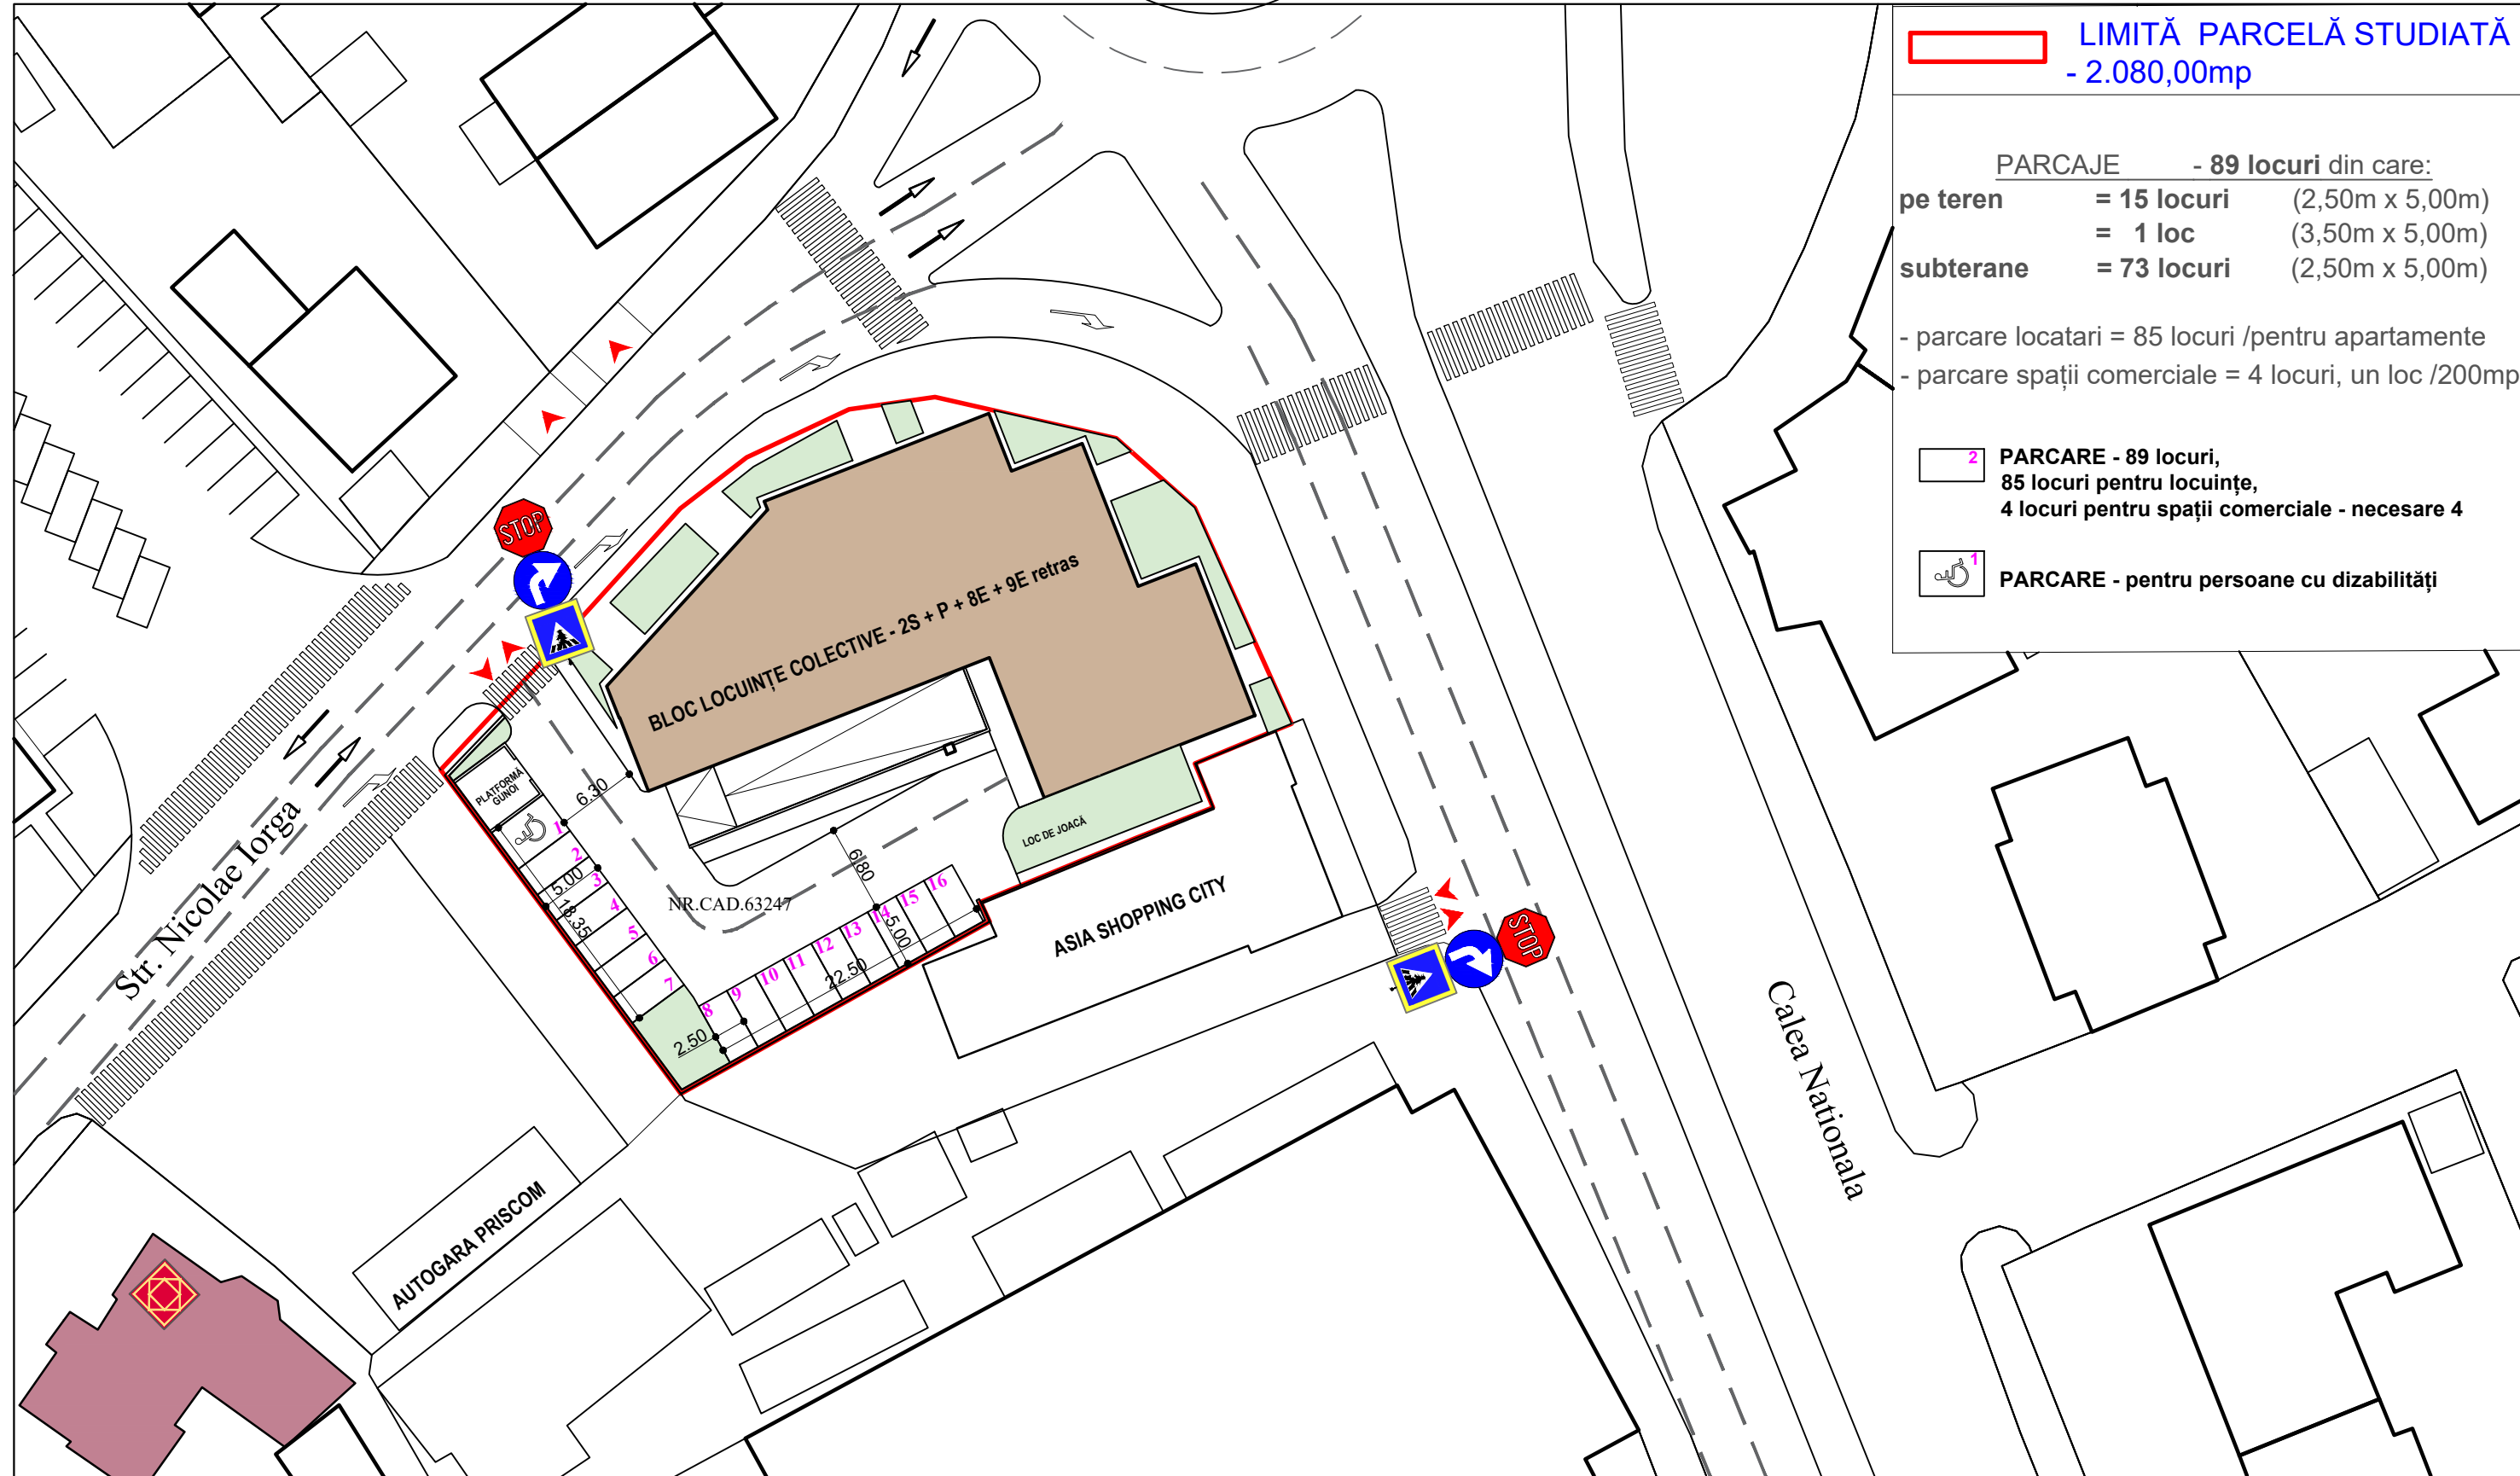 LIMITĂ PARCELĂ STUDIATĂ
- 2.080,00mp
PARCAJE - 89 locuri din care:
pe teren = 15 locuri (2,50m x 5,00m)
= 1 loc (3,50m x 5,00m)
subterane = 73 locuri (2,50m x 5,00m)
- parcare locatari = 85 locuri /pentru apartamente
- parcare spații comerciale = 4 locuri, un loc /200mp
2
PARCARE - 89 locuri,
85 locuri pentru locuințe,
4 locuri pentru spații comerciale - necesare 4
1
PARCARE - pentru persoane cu dizabilități
STOP
BLOC LOCUINȚE COLECTIVE - 2S + P + 8E + 9E retras
PLATFORMĂ
GUNOI
6.30
1
2
3
4
5
6
7
5.00
18.35
NR.CAD.63247
6.80
LOC DE JOACĂ
8
9
10
11
12
13
14
15
16
5.00
22.50
2.50
ASIA SHOPPING CITY
STOP
Str. Nicolae Iorga
Calea Nationala
AUTOGARA PRISCOM